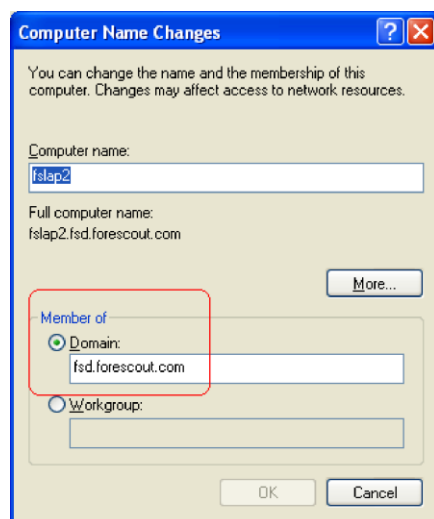 Computer Name Changes
You can change the name and the membership of this
computer. Changes may affect access to network resources.
Computer name:
fslap2
Full computer name:
fslap2.fsd.forescout.com
More...
Member of
Domain:
fsd.forescout.com
Workgroup:
OK Cancel